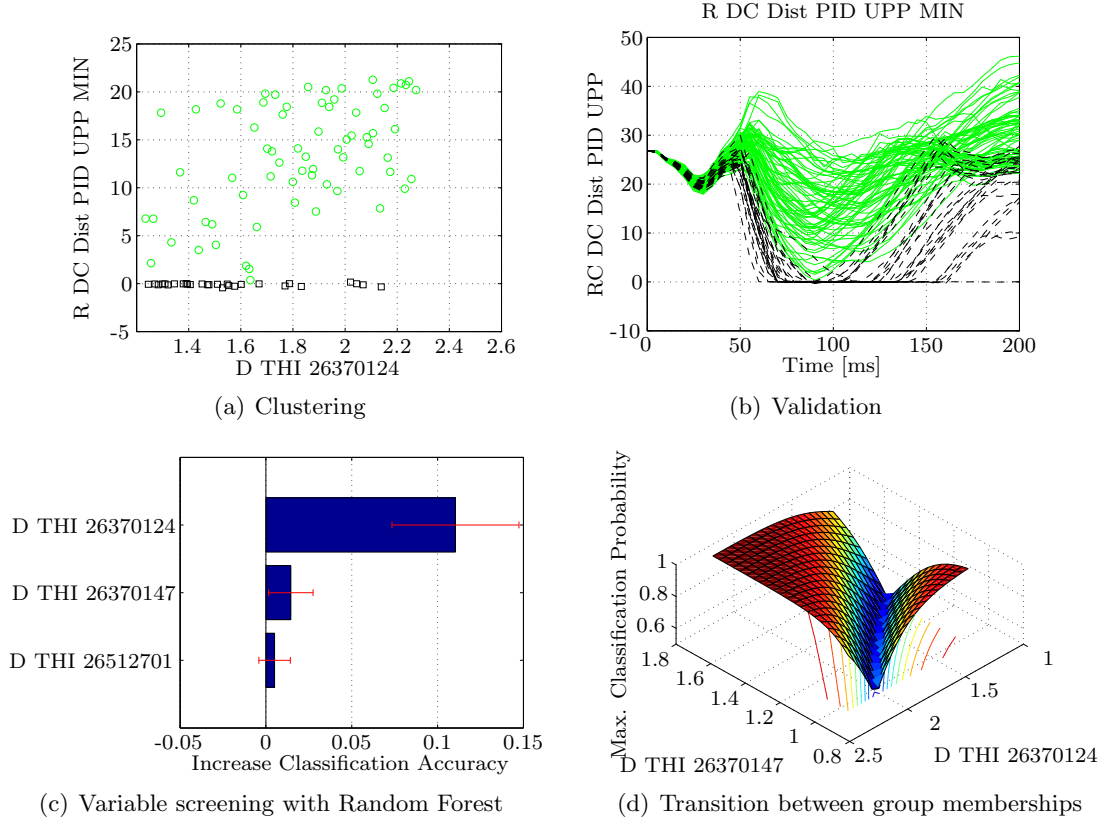 R DC Dist PID UPP MIN
25
20
15
10
5
0
-5
R DC Dist PID UPP MIN
1.4 1.6 1.8 2 2.2 2.4 2.6
D THI 26370124
(a) Clustering
50
40
30
20
10
0
-10
RC DC Dist PID UPP
0 50 100 150 200
Time [ms]
(b) Validation
D THI 26370124
D THI 26370147
D THI 26512701
-0.05 0 0.05 0.1 0.15
Increase Classification Accuracy
(c) Variable screening with Random Forest
Max. Classification Probability
1
0.8
0.6
1.8
1.6
1.4
1.2
1
0.8
D THI 26370147
2.5
2
1.5
1
D THI 26370124
(d) Transition between group memberships